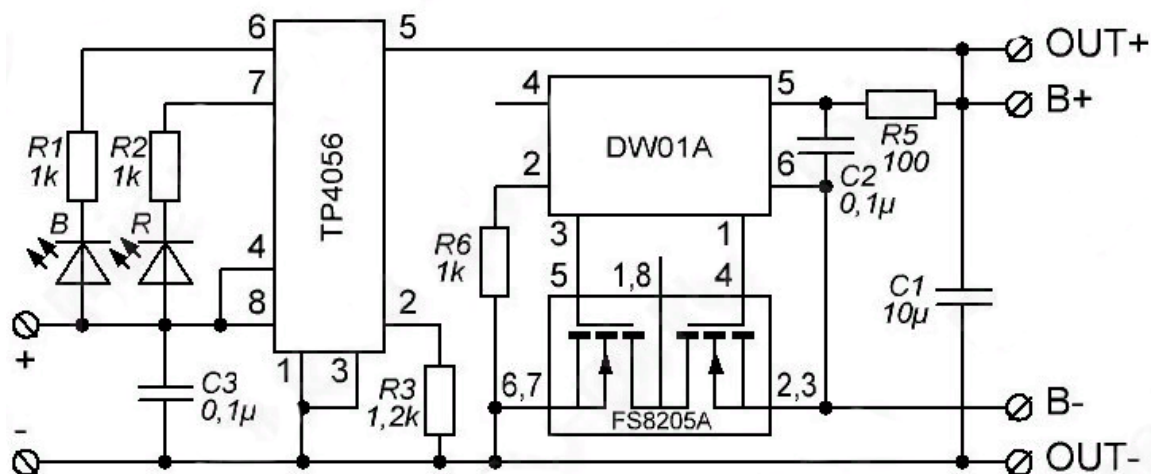 6
5
OUT+
7
4
5
B+
R1
1k
R2
1k
TP4056
DW01A
R5
100
2
6
C2
0,1µ
B
R
R6
1k
3
1
4
5
1,8
4
C1
10µ
8
2
+
C3
0,1µ
1
3
R3
1,2k
6,7
2,3
FS8205A
B-
-
OUT-